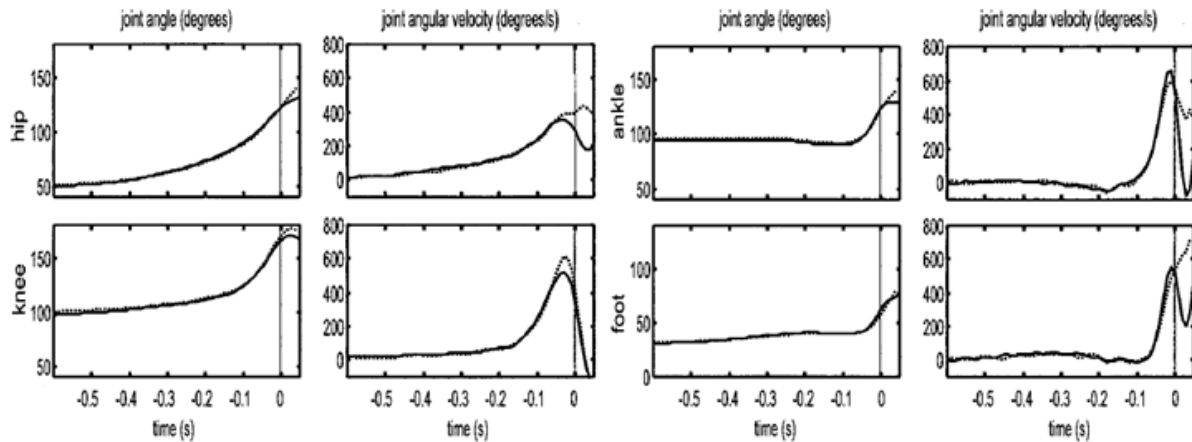 joint angle (degrees) joint angular velocity (degrees/s) joint angle (degrees) joint angular velocity (degrees/s)
hip 150 100 50
800 600 400 200 0
ankle 150 100 50
800 600 400 200 0
knee 150 100 50
800 600 400 200 0
foot 100 50 0
800 600 400 200 0
-0.5 -0.4 -0.3 -0.2 -0.1 0 -0.5 -0.4 -0.3 -0.2 -0.1 0 -0.5 -0.4 -0.3 -0.2 -0.1 0 -0.5 -0.4 -0.3 -0.2 -0.1 0
time (s) time (s) time (s) time (s)